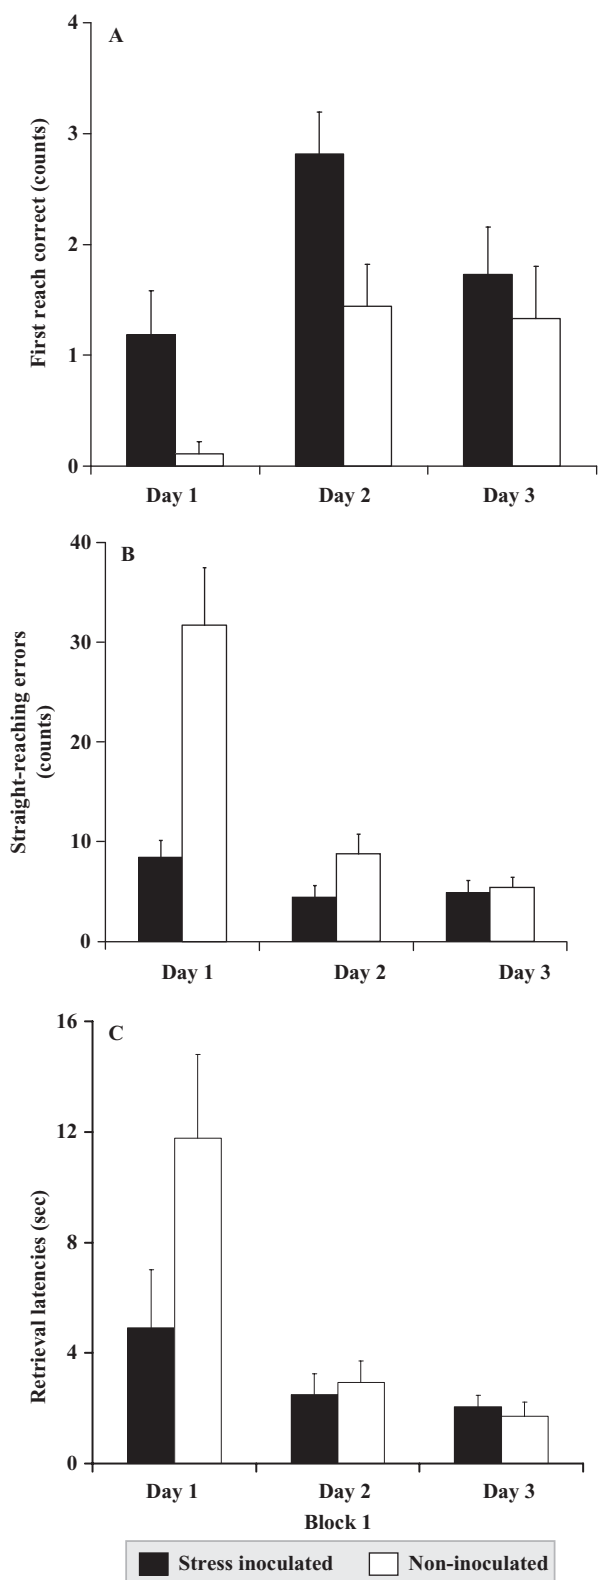 A
First reach correct (counts)
4
3
2
1
0
Day 1 Day 2 Day 3
B
Straight-reaching errors
(counts)
40
30
20
10
0
Day 1 Day 2 Day 3
C
Retrieval latencies (sec)
16
12
8
4
0
Day 1 Day 2 Day 3
Block 1
Stress inoculated Non-inoculated